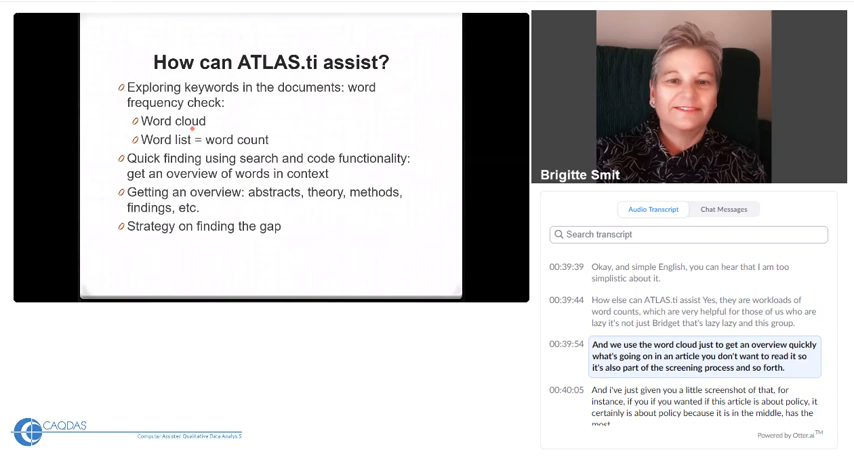 How can ATLAS.ti assist?
Exploring keywords in the documents: word
frequency check:
Word cloud
Word list = word count
Quick finding using search and code functionality:
get an overview of words in context
Getting an overview: abstracts, theory, methods,
findings, etc.
Strategy on finding the gap
Brigitte Smit
Audio Transcript
Chat Messages
Search transcript
00:39:39 Okay, and simple English, you can hear that I am too
simplistic about it.
00:39:44 How else can ATLAS.ti assist Yes, they are workloads of
word counts, which are very helpful for those of us who are
lazy it's not just Bridget that's lazy lazy and this group.
00:39:54 And we use the word cloud just to get an overview quickly
what's going on in an article you don't want to read it so
it's also part of the screening process and so forth.
00:40:05 And i've just given you a little screenshot of that, for
instance, if you if you wanted if this article is about policy, it
certainly is about policy because it is in the middle, has the
most
Powered by Otter.ai TM
CAQDAS
Computer Assisted Qualitative Data Analysis